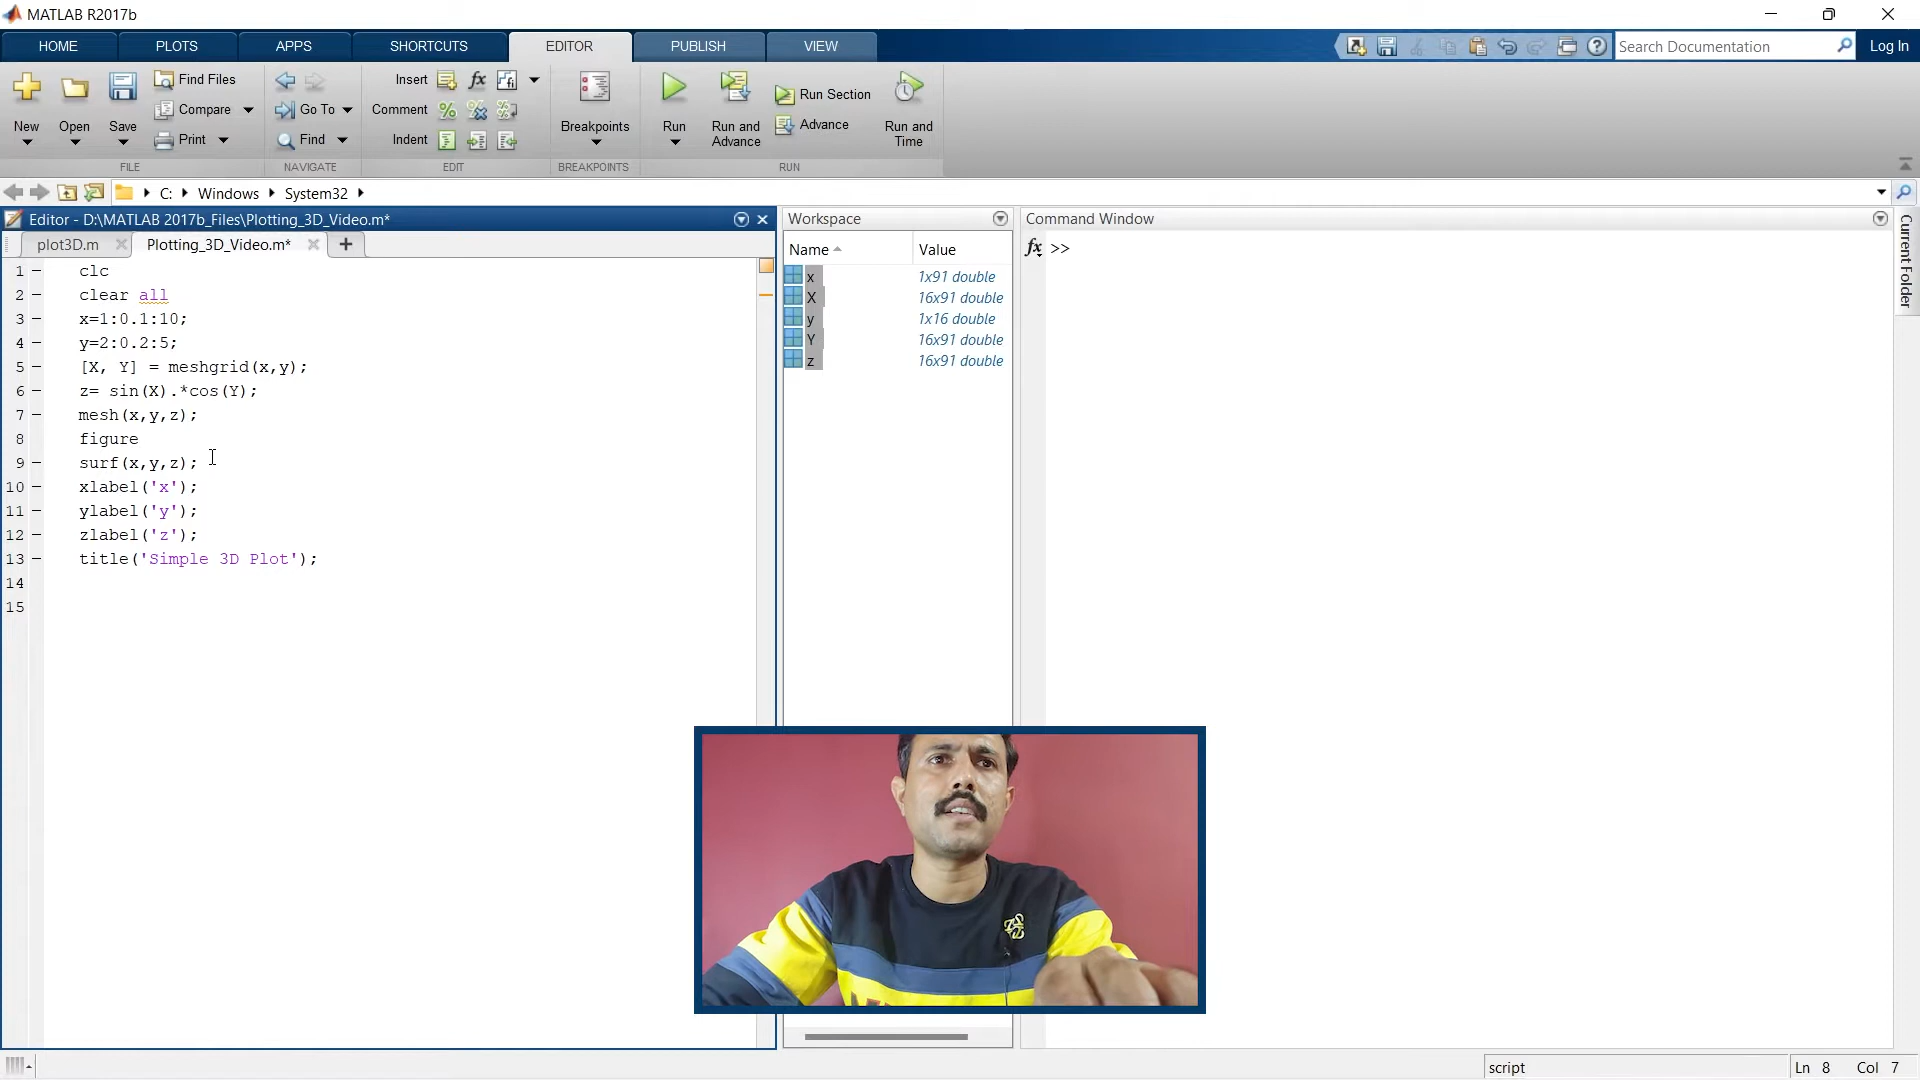 MATLAB R2017b
HOME PLOTS APPS SHORTCUTS EDITOR PUBLISH VIEW Search Documentation Log In
New Open Save Find Files Compare Print FILE
Go To Find NAVIGATE
Insert fx Comment Indent EDIT
Breakpoints BREAKPOINTS
Run Run and Advance Run Section Advance Run and Time RUN
C: Windows System32
Editor - D:\MATLAB 2017b_Files\Plotting_3D_Video.m*
plot3D.m Plotting_3D_Video.m*
1 clc
2 clear all
3 x=1:0.1:10;
4 y=2:0.2:5;
5 [X, Y] = meshgrid(x,y);
6 z= sin(X).*cos(Y);
7 mesh(x,y,z);
8 figure
9 surf(x,y,z);
10 xlabel('x');
11 ylabel('y');
12 zlabel('z');
13 title('Simple 3D Plot');
14
15
Workspace
Name Value
x 1x91 double
X 16x91 double
y 1x16 double
Y 16x91 double
z 16x91 double
Command Window
fx >>
Current Folder
script Ln 8 Col 7